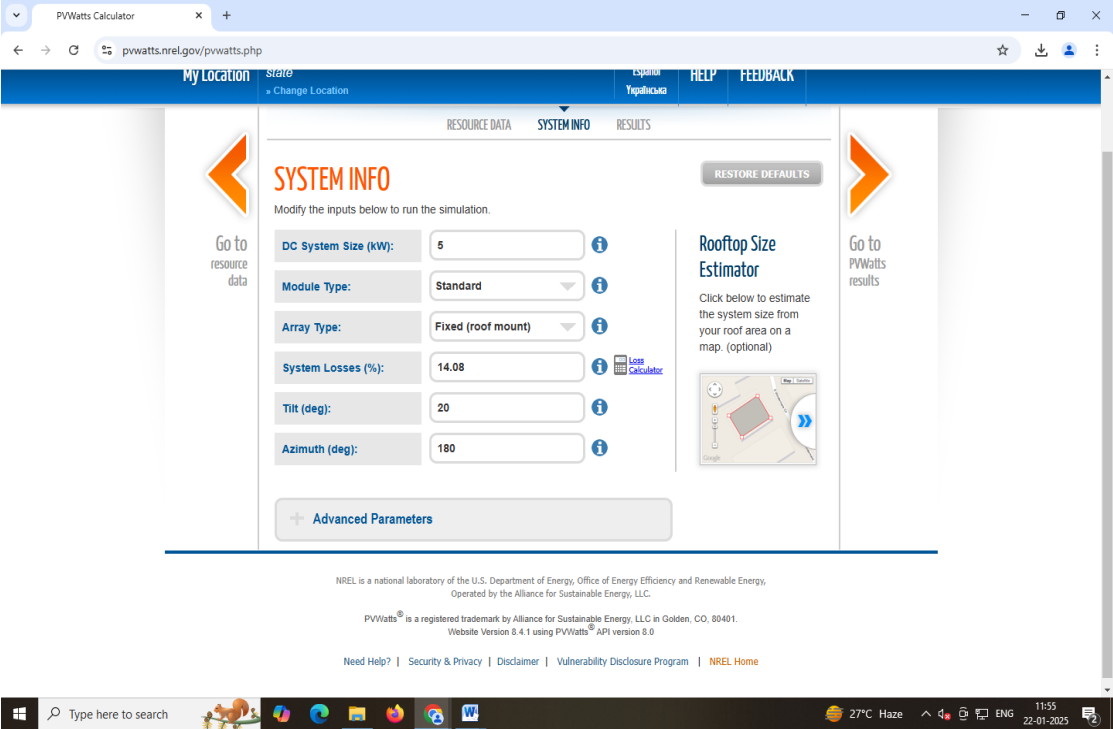 PVWatts Calculator
pvwatts.nrel.gov/pvwatts.php
My Location
state
» Change Location
Español
Українська
HELP
FEEDBACK
RESOURCE DATA
SYSTEM INFO
RESULTS
SYSTEM INFO
RESTORE DEFAULTS
Modify the inputs below to run the simulation.
Go to
resource
data
DC System Size (kW):
5
Module Type:
Standard
Array Type:
Fixed (roof mount)
System Losses (%):
14.08
Loss
Calculator
Tilt (deg):
20
Azimuth (deg):
180
Advanced Parameters
Rooftop Size
Estimator
Click below to estimate
the system size from
your roof area on a
map. (optional)
Map
Satellite
Google
Go to
PVWatts
results
NREL is a national laboratory of the U.S. Department of Energy, Office of Energy Efficiency and Renewable Energy,
Operated by the Alliance for Sustainable Energy, LLC.
PVWatts® is a registered trademark by Alliance for Sustainable Energy, LLC in Golden, CO, 80401.
Website Version 8.4.1 using PVWatts® API version 8.0
Need Help? | Security & Privacy | Disclaimer | Vulnerability Disclosure Program | NREL Home
Type here to search
27°C Haze
ENG
11:55
22-01-2025
2